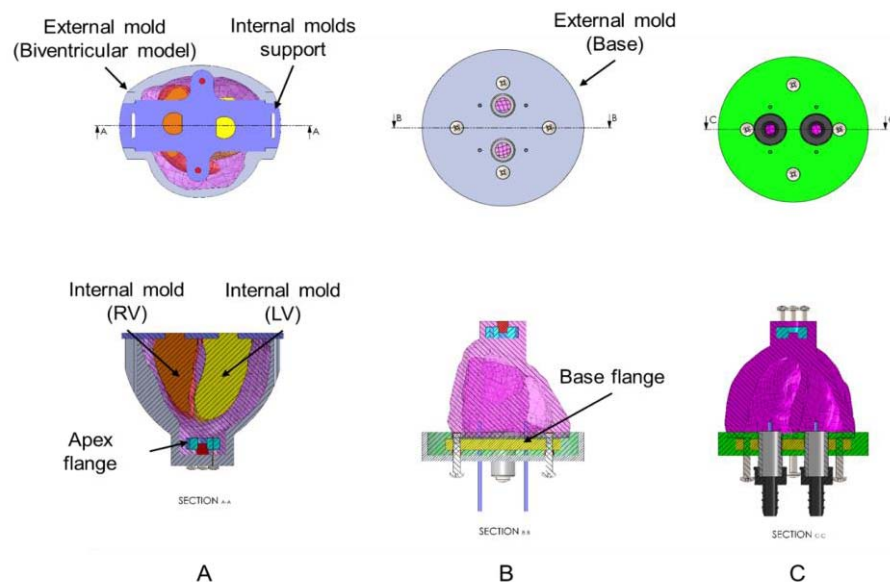 External mold
(Biventricular model)
Internal molds
support
External mold
(Base)
A
A
B
B
C
Internal mold
(RV)
Internal mold
(LV)
Apex
flange
Base flange
SECTION A-A
SECTION B-B
SECTION C-C
A
B
C